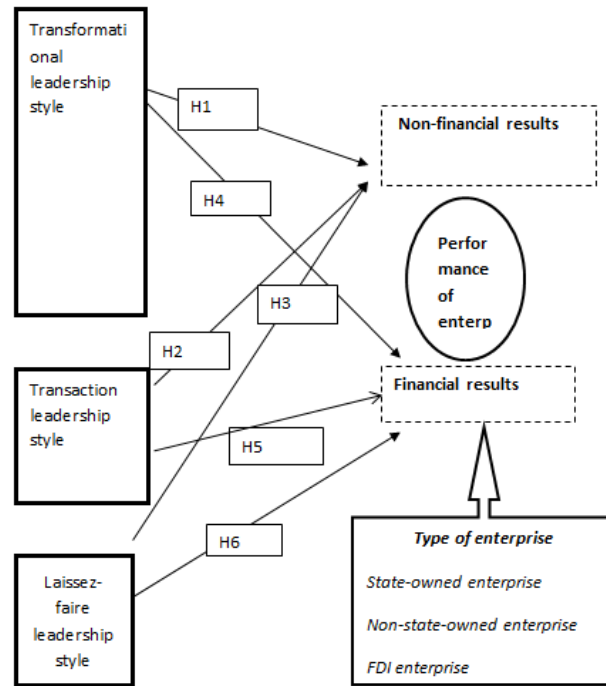 Transformati
onal
leadership
style
H1
Non-financial results
H4
Perfor
mance
of
enterp
H3
H2
Transaction
leadership
style
Financial results
H5
H6
Laissez-
faire
leadership
style
Type of enterprise
State-owned enterprise
Non-state-owned enterprise
FDI enterprise